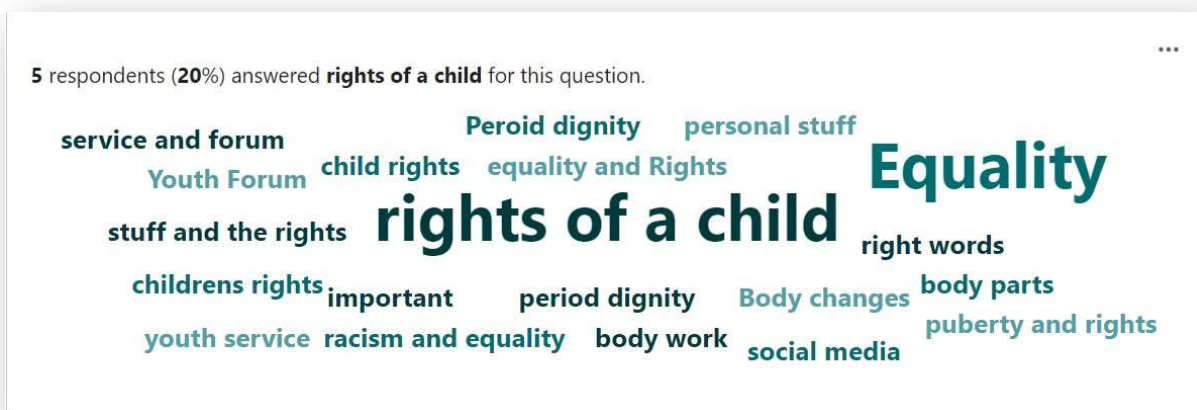 5 respondents (20%) answered rights of a child for this question.
Peroid dignity
personal stuff
service and forum
Equality
Youth Forum
child rights
equality and Rights
stuff and the rights
rights of a child
right words
childrens rights
important
period dignity
Body changes
body parts
youth service
racism and equality
body work
social media
puberty and rights